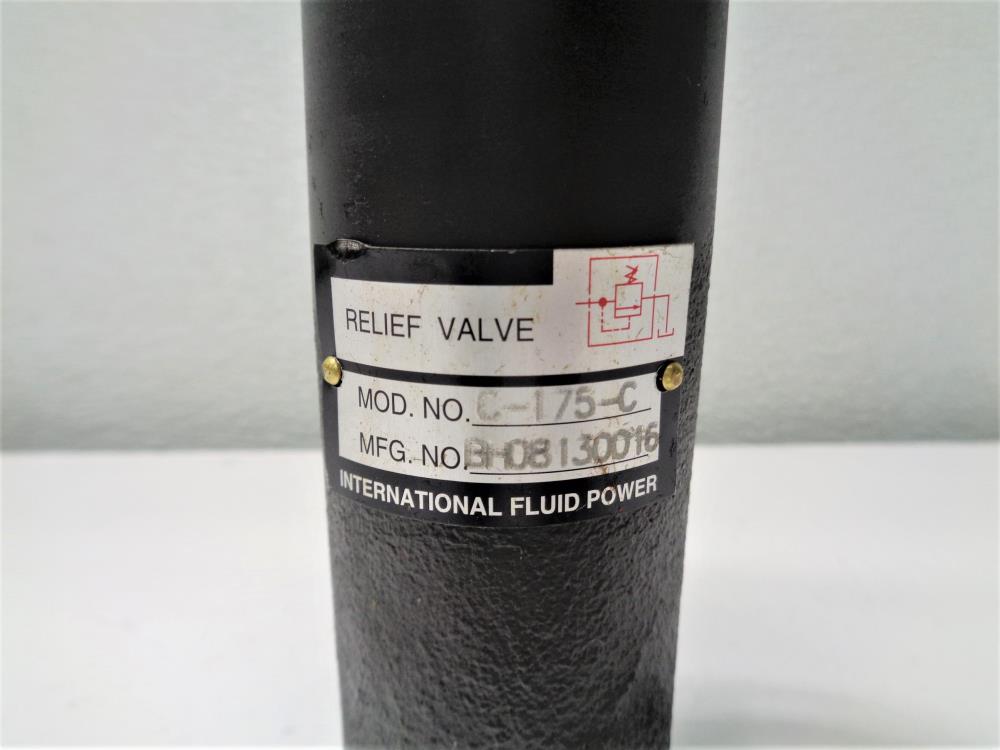 RELIEF VALVE
MOD. NO. C-175-C
MFG. NO. BH08130016
INTERNATIONAL FLUID POWER